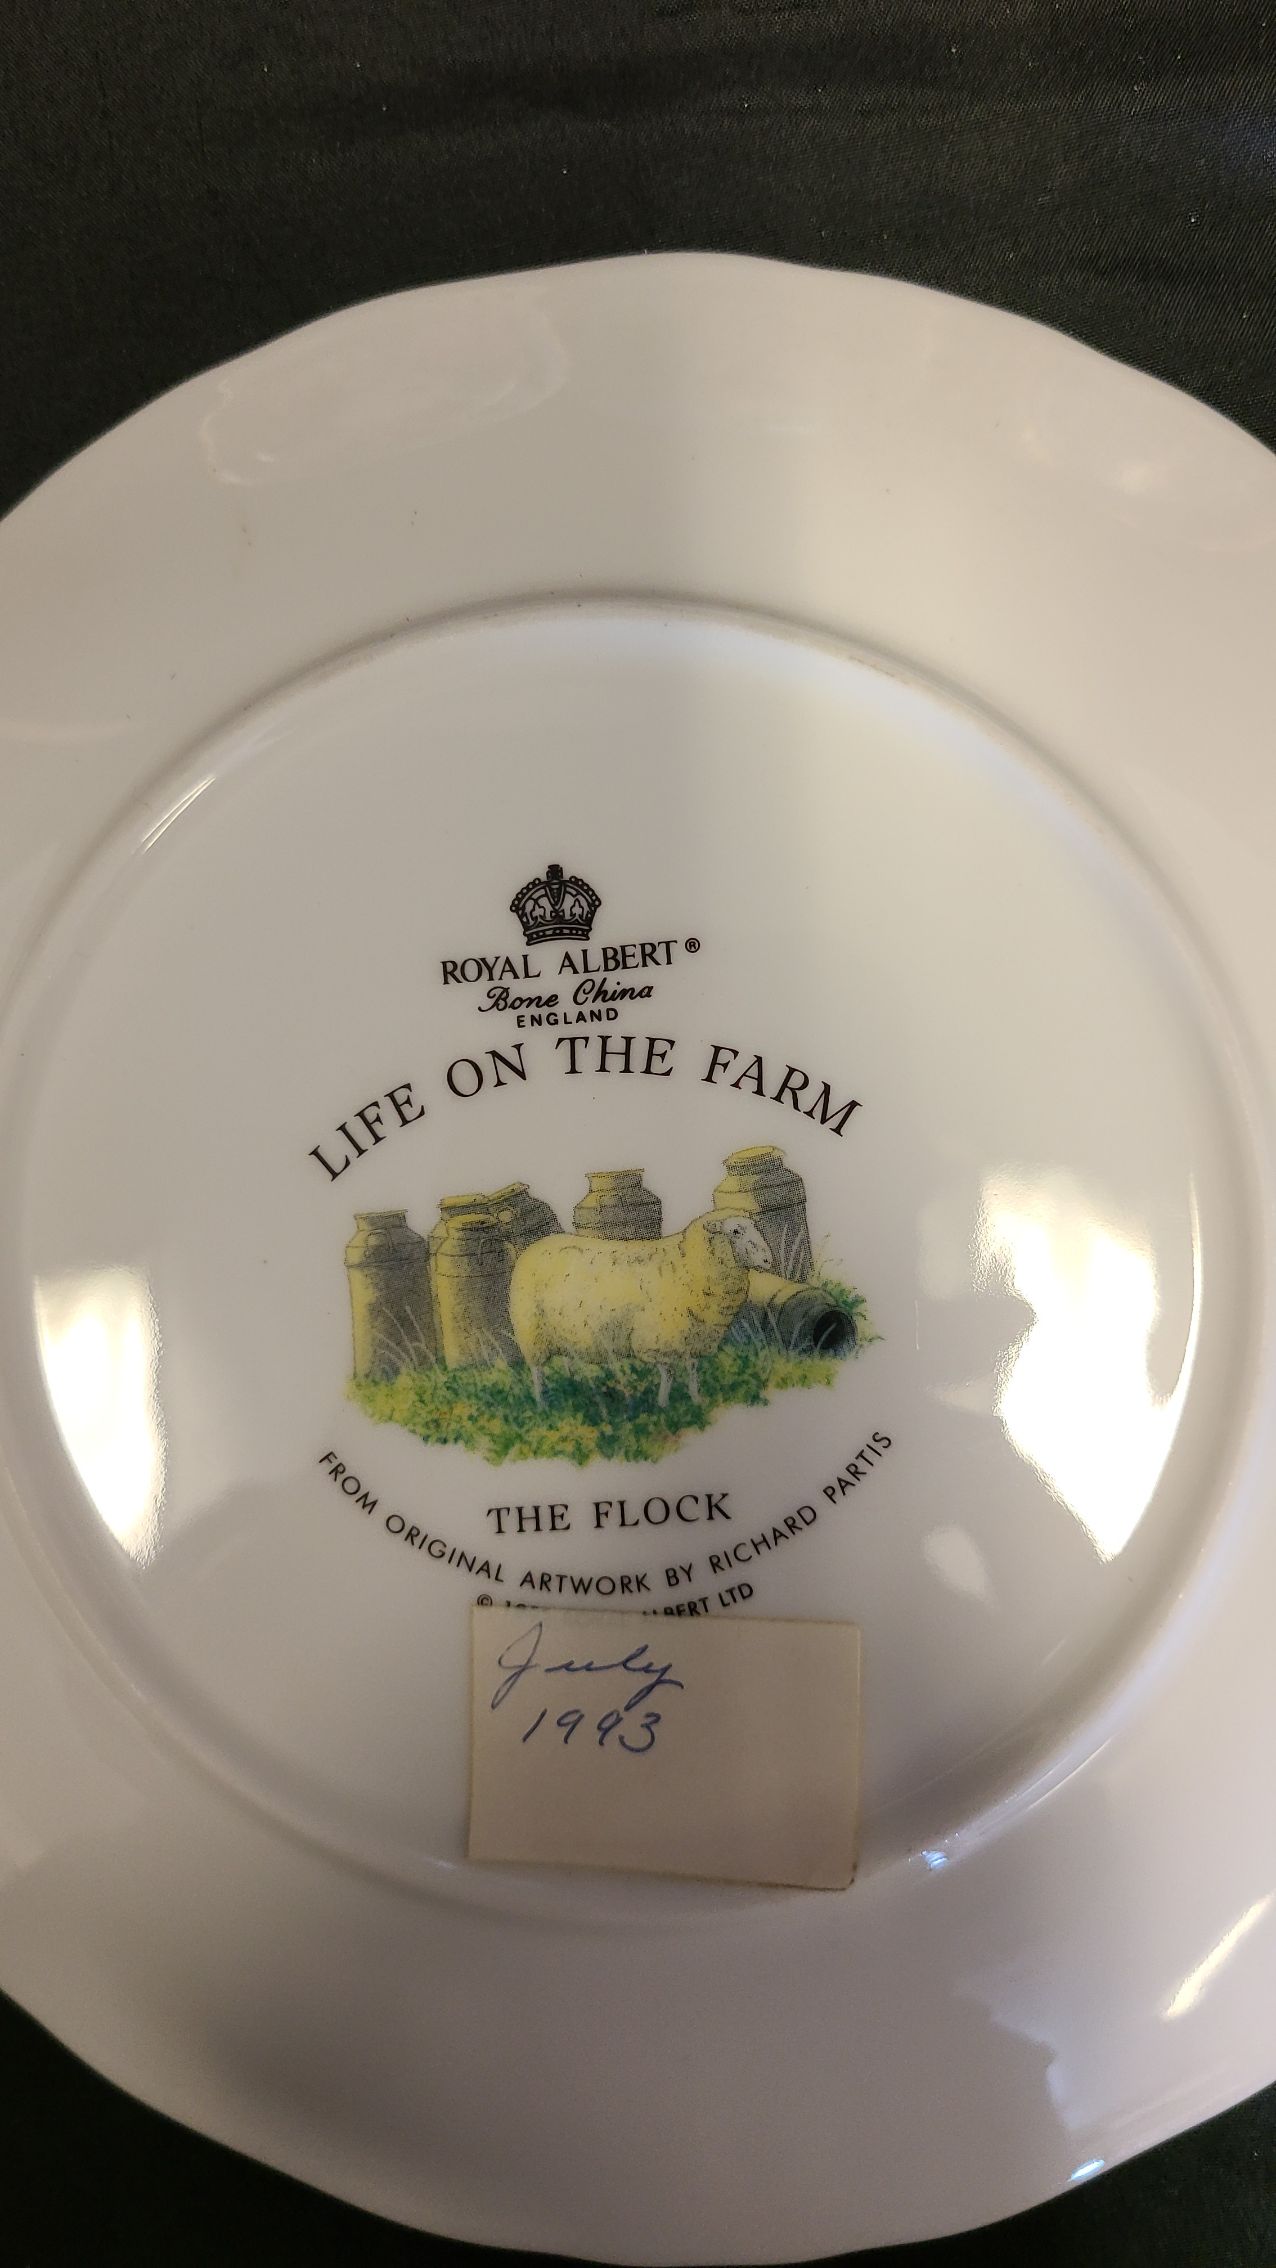 ROYAL ALBERT®
Bone China
ENGLAND
LIFE ON THE FARM
THE FLOCK
FROM ORIGINAL ARTWORK BY RICHARD PARTIS
© LTD
July
1993